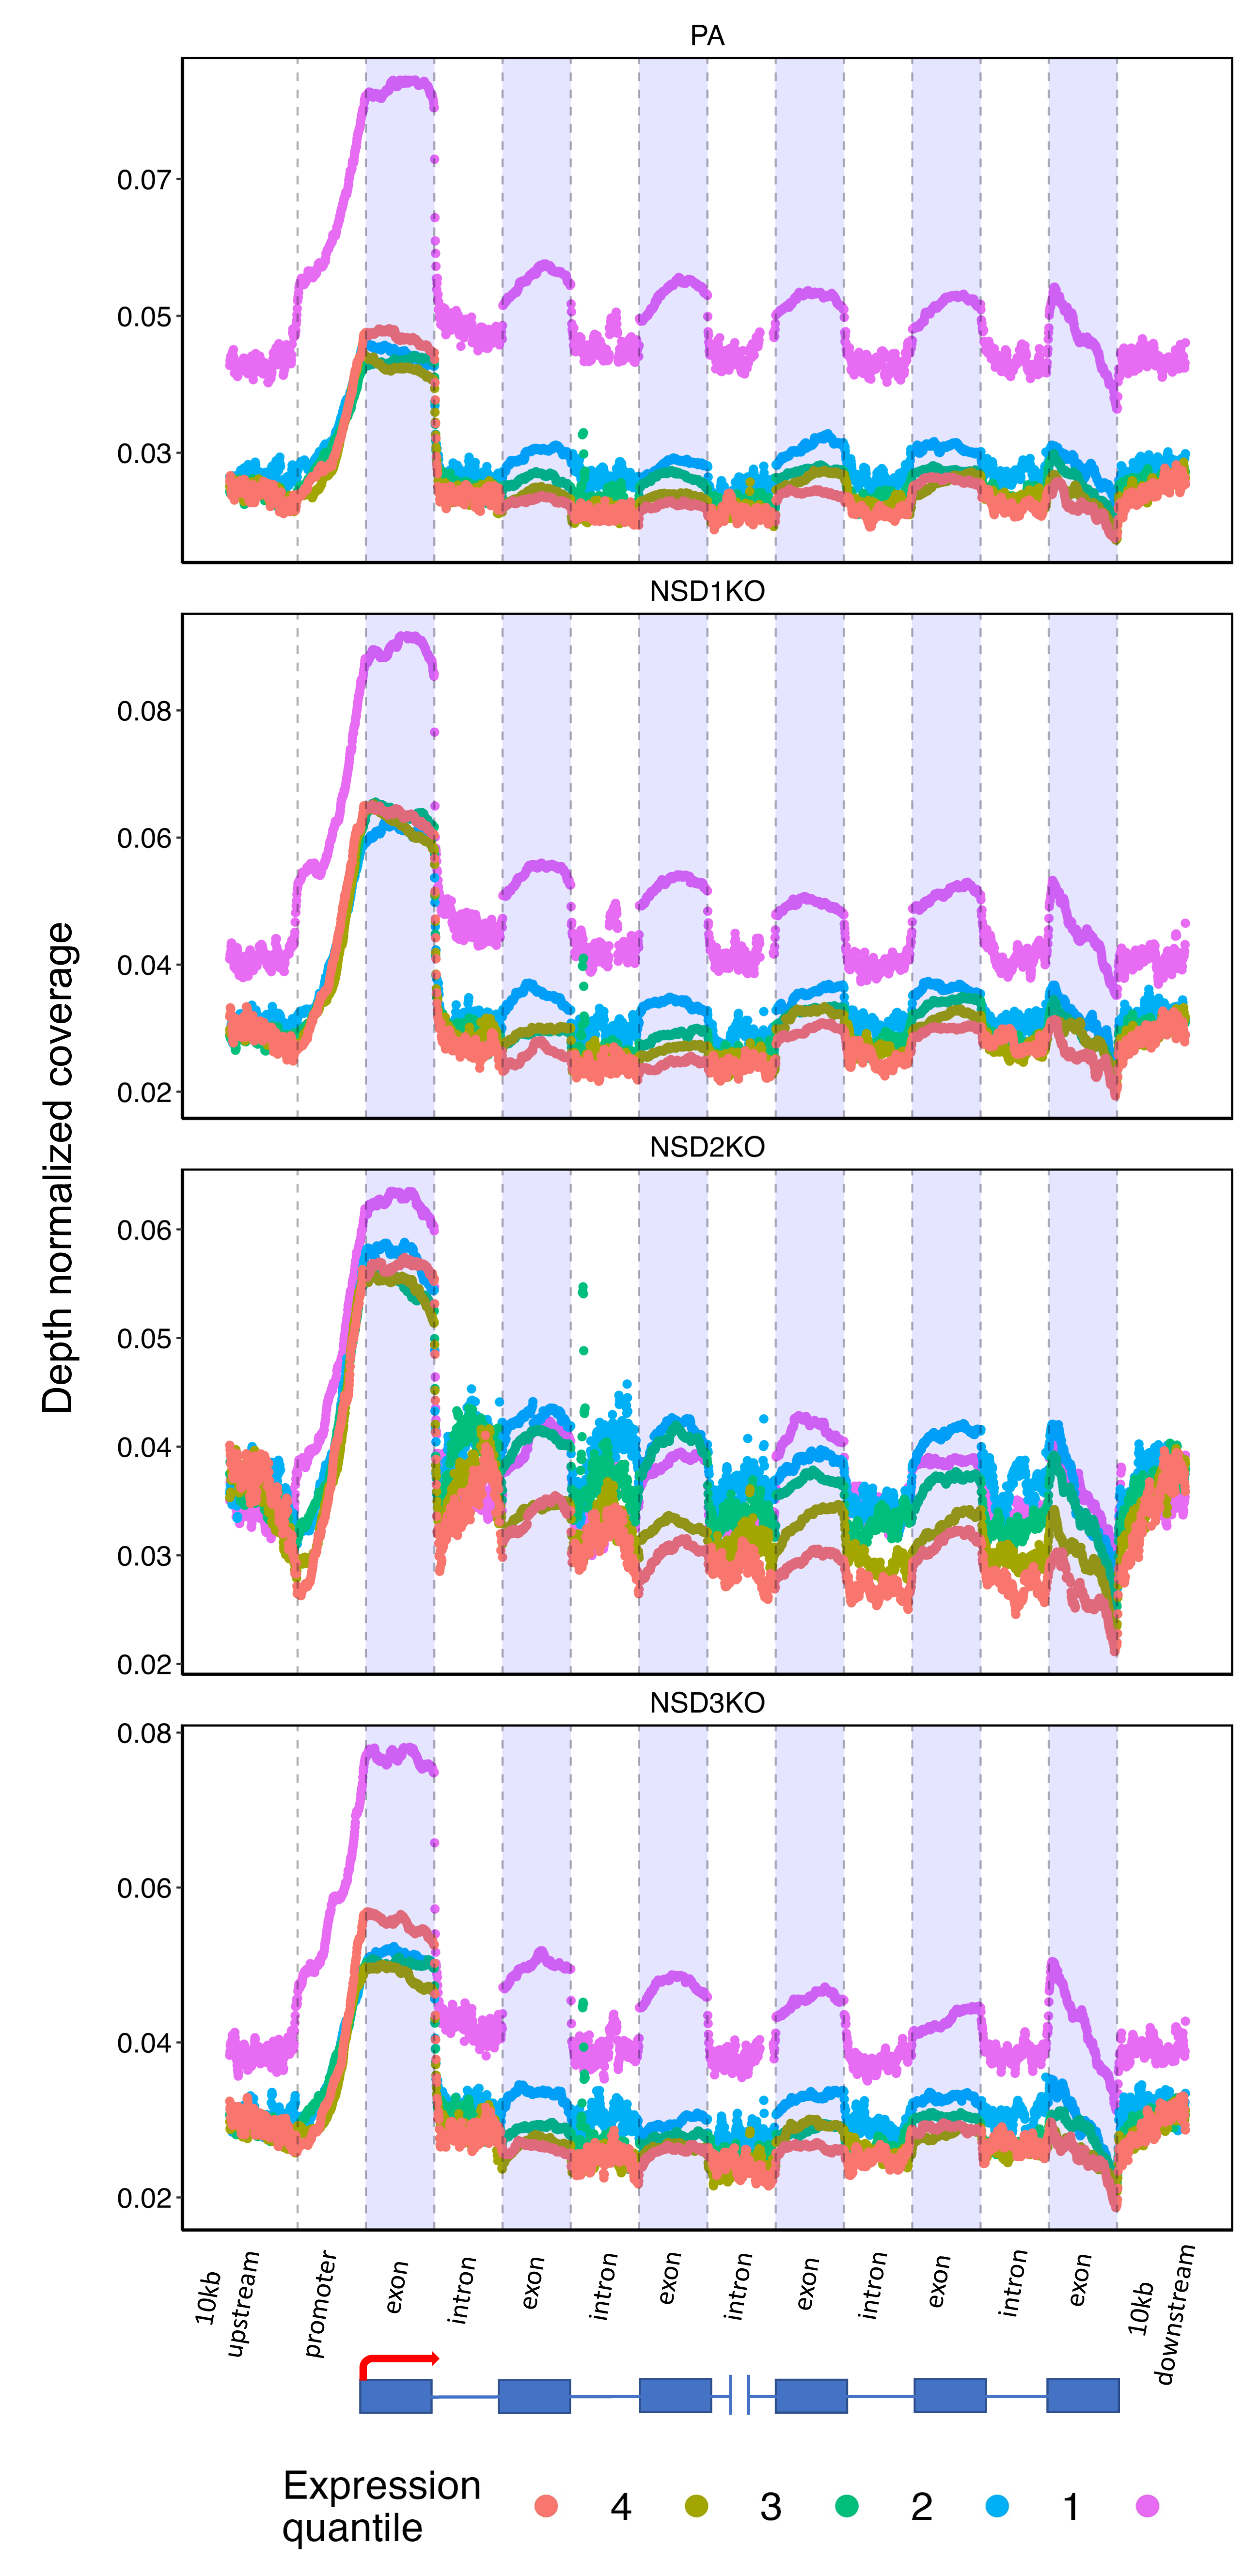 PA
0.07
0.05
0.03
NSD1KO
0.08
0.06
0.04
0.02
NSD2KO
0.06
0.05
0.04
0.03
0.02
NSD3KO
0.08
0.06
0.04
0.02
Depth normalized coverage
10kb
upstream
promoter
exon
intron
exon
intron
exon
intron
exon
intron
exon
intron
exon
10kb
downstream
Expression
quantile
4 3 2 1